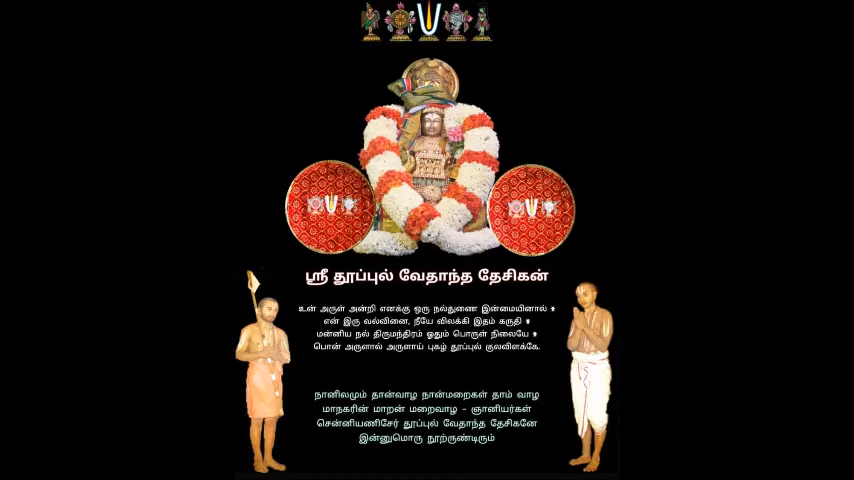 ஸ்ரீ தூப்புல் வேதாந்த தேசிகன்
உன் அருள் அன்றி எனக்கு ஒரு நல்துணை இன்மையினால் *
என் இரு வல்வினை, நீயே விலக்கி இதம் கருதி *
மன்னிய நல் திருமந்திரம் ஓதும் பொருள் நிலையே *
பொன் அருளால் அருளாய் புகழ் தூப்புல் குலவிளக்கே.
நானிலமும் தான்வாழ நான்மறைகள் தாம் வாழ
மாநகரின் மாறன் மறைவாழ - ஞானியர்கள்
சென்னியணிசேர் தூப்புல் வேதாந்த தேசிகனே
இன்னுமொரு நூற்ருண்டிரும்